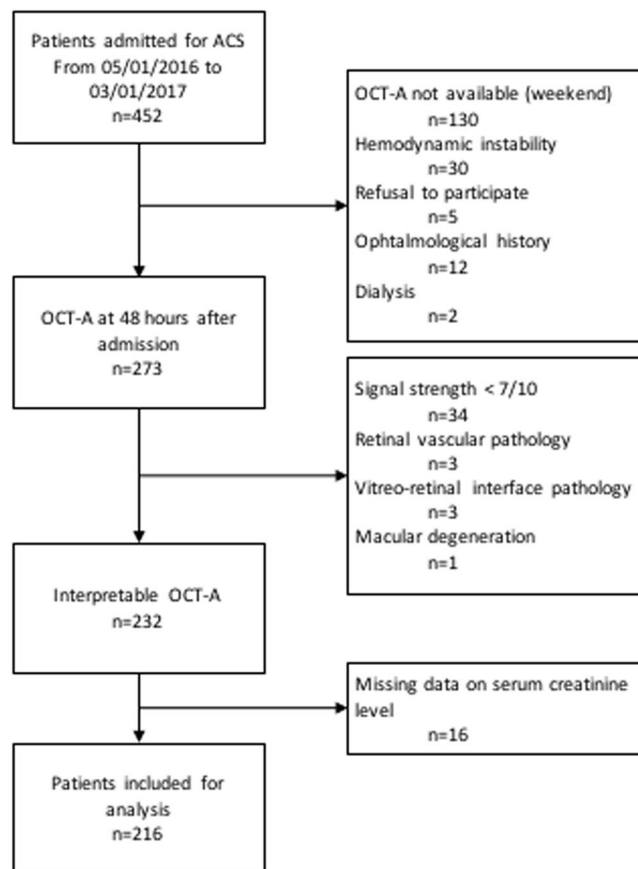 Patients admitted for ACS
From 05/01/2016 to
03/01/2017
n=452
OCT-A not available (weekend)
n=130
Hemodynamic instability
n=30
Refusal to participate
n=5
Ophtalmological history
n=12
Dialysis
n=2
OCT-A at 48 hours after
admission
n=273
Signal strength < 7/10
n=34
Retinal vascular pathology
n=3
Vitreo-retinal interface pathology
n=3
Macular degeneration
n=1
Interpretable OCT-A
n=232
Missing data on serum creatinine
level
n=16
Patients included for
analysis
n=216